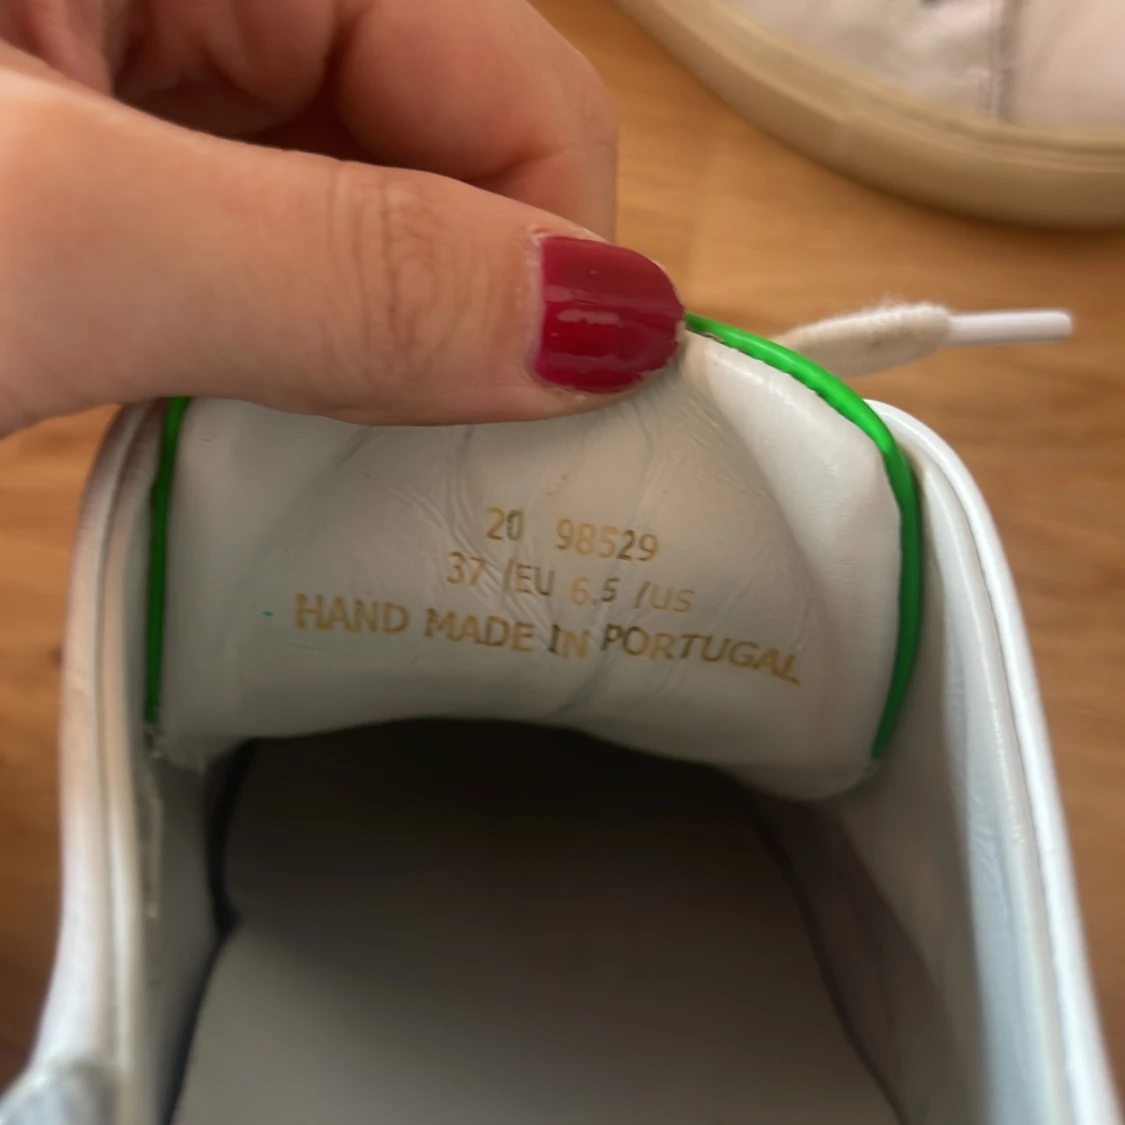 20 98529
37 /EU 6.5 /US
HAND MADE IN PORTUGAL